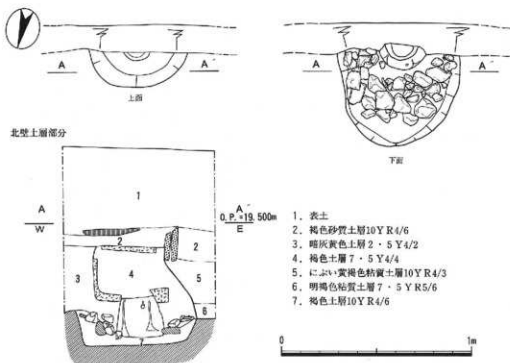 A A´
上面
A A´
下面
北壁土層部分
A
W
A´
E
O.P.+19.500m
1
2
2
3
4
5
6
7
1. 表土
2. 褐色砂質土層10YR4/6
3. 暗灰黄色土層2・5Y4/2
4. 褐色土層7・5Y4/4
5. にぶい黄褐色粘質土層10YR4/3
6. 明褐色粘質土層7・5YR5/6
7. 褐色土層10YR4/6
0 1m